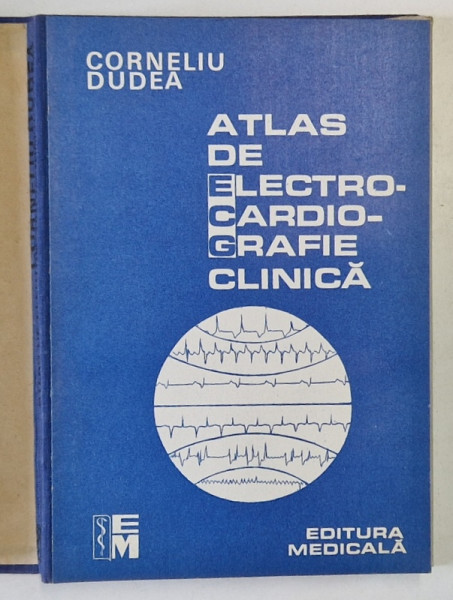 CORNELIU
DUDEA
ATLAS
DE
ELECTRO-
CARDIO-
GRAFIE
CLINICĂ
EM
EDITURA
MEDICALĂ